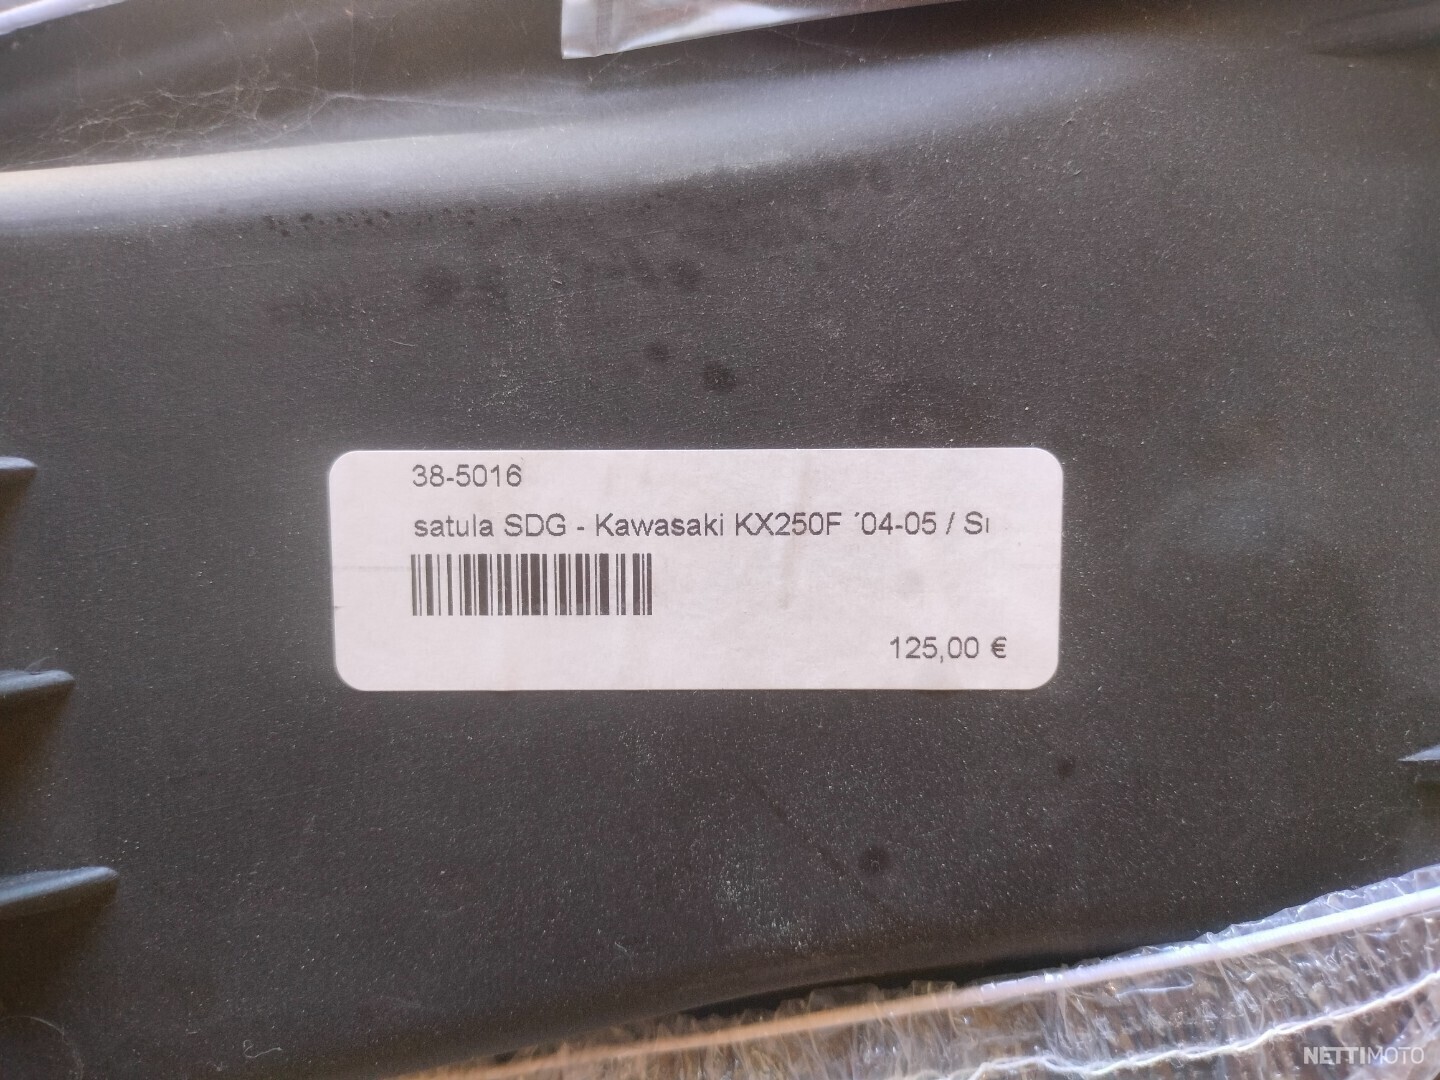 38-5016
satula SDG - Kawasaki KX250F ´04-05 /
125,00 €
NETTIMOTO